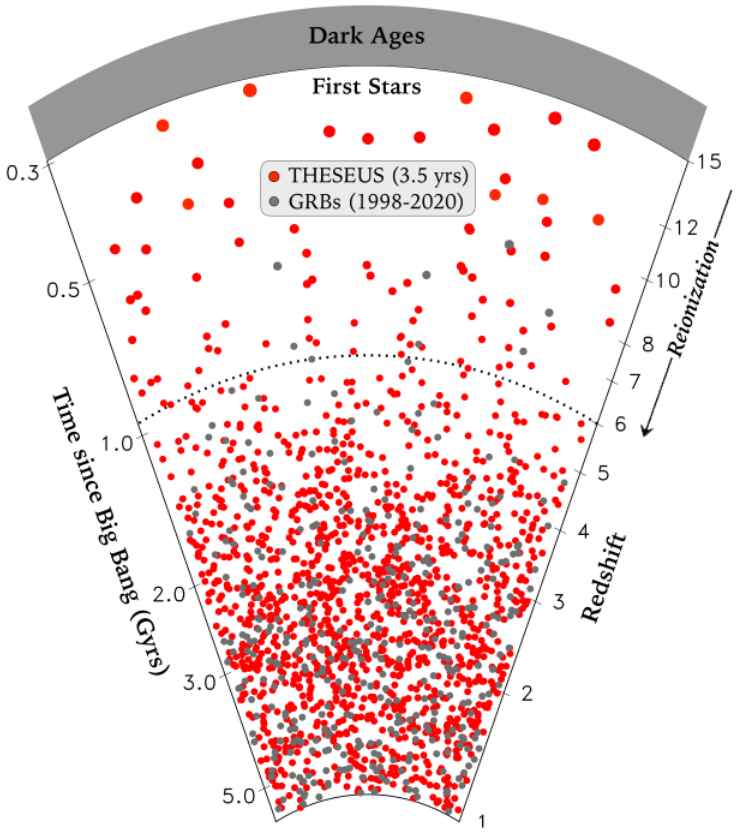 Dark Ages
First Stars
THESEUS (3.5 yrs)
GRBs (1998-2020)
0.3
0.5
1.0
2.0
3.0
5.0
Time since Big Bang (Gyrs)
15
12
10
8
7
6
5
4
3
2
1
Reionization
Redshift